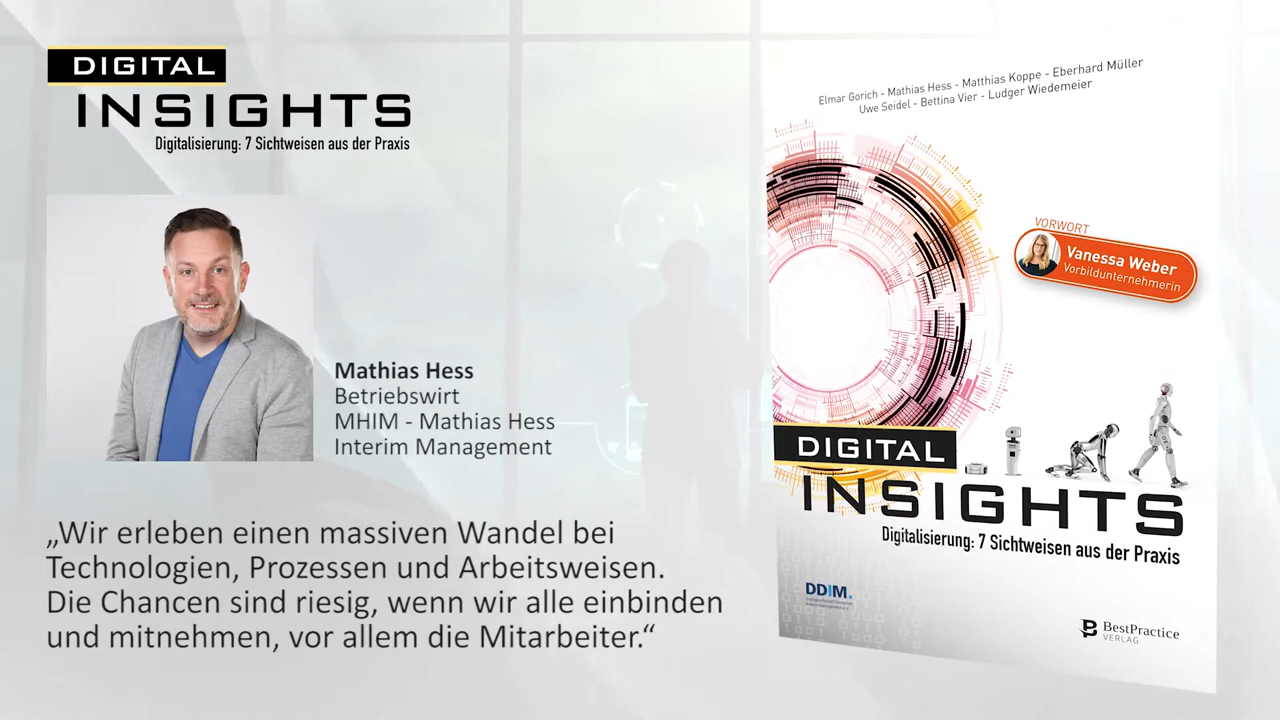 DIGITAL
INSIGHTS
Digitalisierung: 7 Sichtweisen aus der Praxis
Mathias Hess
Betriebswirt
MHIM - Mathias Hess
Interim Management
„Wir erleben einen massiven Wandel bei
Technologien, Prozessen und Arbeitsweisen.
Die Chancen sind riesig, wenn wir alle einbinden
und mitnehmen, vor allem die Mitarbeiter.“
Elmar Gorich - Mathias Hess - Matthias Koppe - Eberhard Müller
Uwe Seidel - Bettina Vier - Ludger Wiedemeier
VORWORT
Vanessa Weber
Vorbildunternehmerin
DIGITAL
INSIGHTS
Digitalisierung: 7 Sichtweisen aus der Praxis
DDIM.
BestPractice
VERLAG